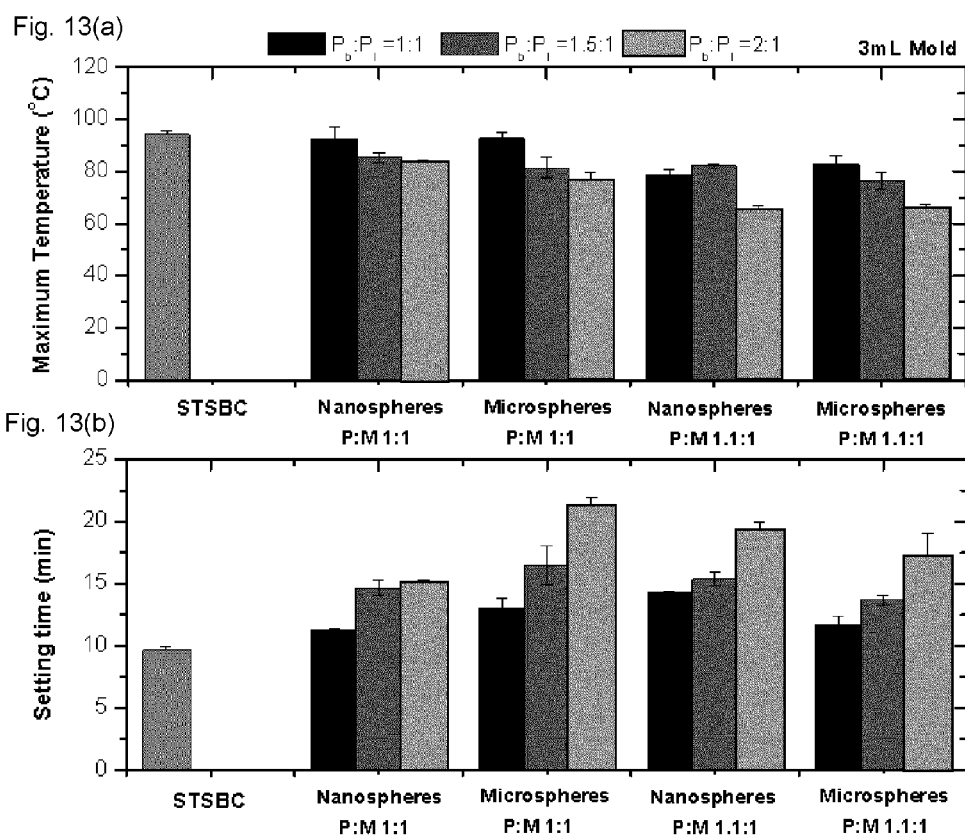 Fig. 13(a)
Pb:Pl=1:1 Pb:Pl=1.5:1 Pb:Pl=2:1 3mL Mold
Maximum Temperature (°C)
120
100
80
60
40
20
0
STSBC Nanospheres Microspheres Nanospheres Microspheres
P:M 1:1 P:M 1:1 P:M 1.1:1 P:M 1.1:1
Fig. 13(b)
Setting time (min)
25
20
15
10
5
0
STSBC Nanospheres Microspheres Nanospheres Microspheres
P:M 1:1 P:M 1:1 P:M 1.1:1 P:M 1.1:1